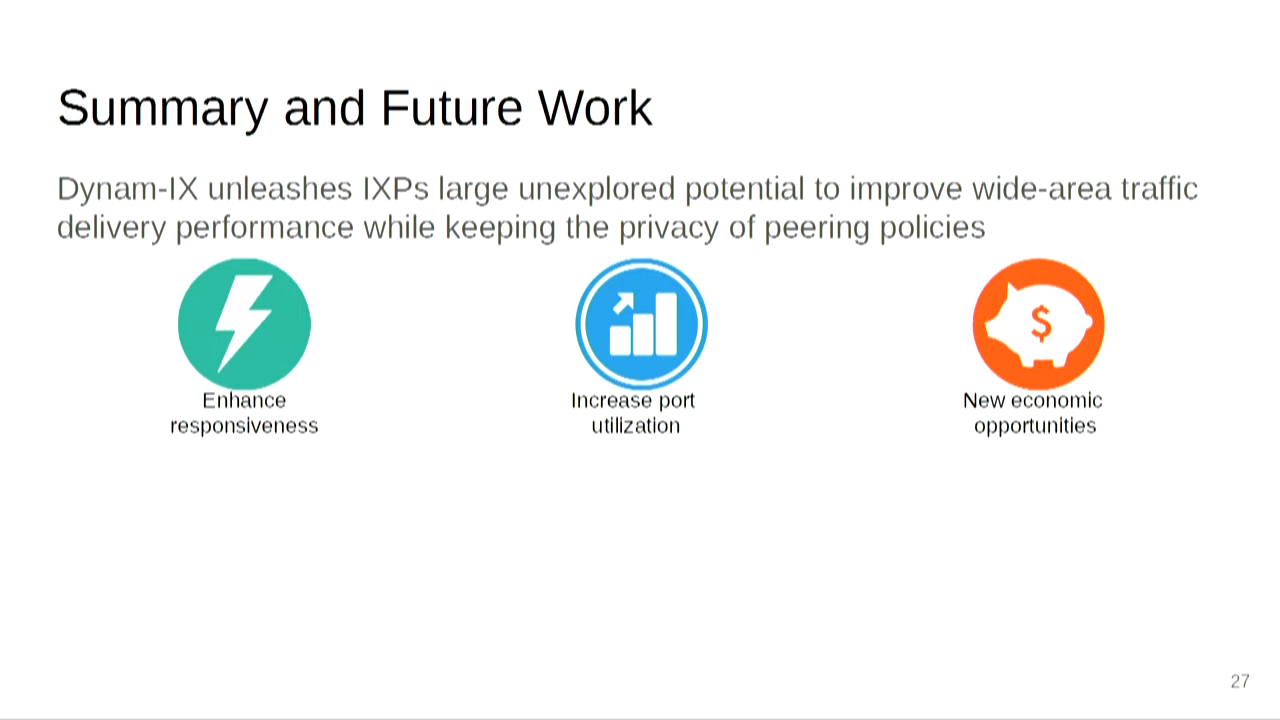 Summary and Future Work
Dynam-IX unleashes IXPs large unexplored potential to improve wide-area traffic
delivery performance while keeping the privacy of peering policies
$
Enhance
responsiveness
Increase port
utilization
New economic
opportunities
27